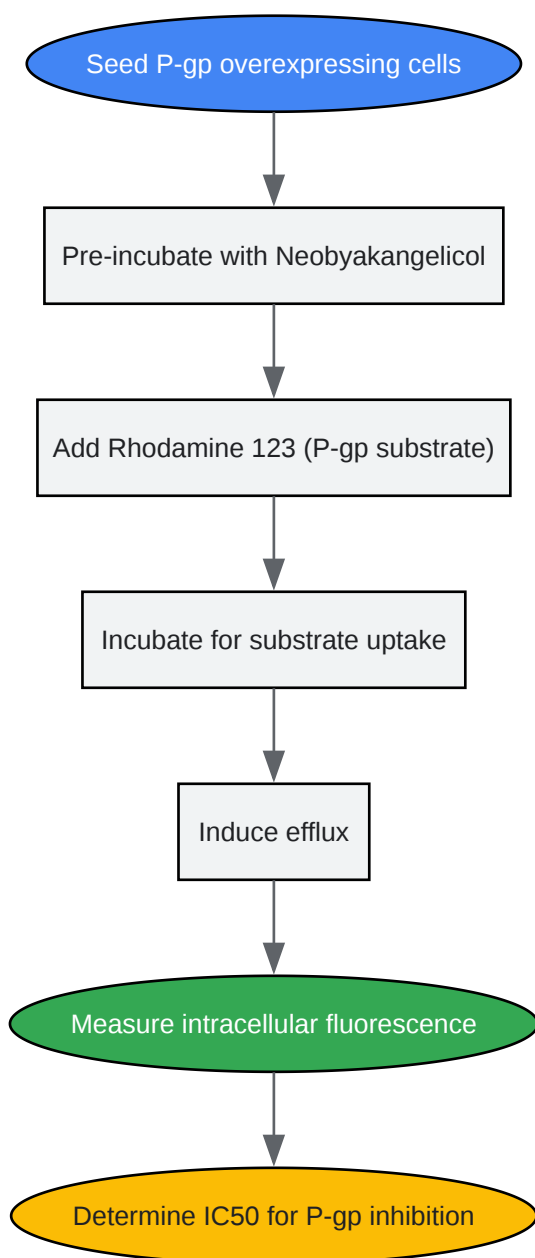 Seed P-gp overexpressing cells
Pre-incubate with Neobyakangelicol
Add Rhodamine 123 (P-gp substrate)
Incubate for substrate uptake
Induce efflux
Measure intracellular fluorescence
Determine IC50 for P-gp inhibition